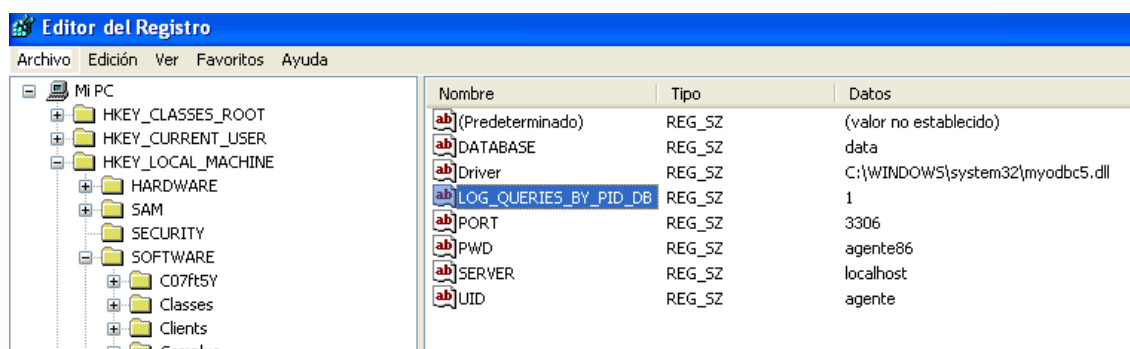 Editor del Registro
Archivo Edición Ver Favoritos Ayuda
Mi PC
HKEY_CLASSES_ROOT
HKEY_CURRENT_USER
HKEY_LOCAL_MACHINE
HARDWARE
SAM
SECURITY
SOFTWARE
C07ft5Y
Classes
Clients
Nombre Tipo Datos
(Predeterminado) REG_SZ (valor no establecido)
DATABASE REG_SZ data
Driver REG_SZ C:\WINDOWS\system32\myodbc5.dll
LOG_QUERIES_BY_PID_DB REG_SZ 1
PORT REG_SZ 3306
PWD REG_SZ agente86
SERVER REG_SZ localhost
UID REG_SZ agente